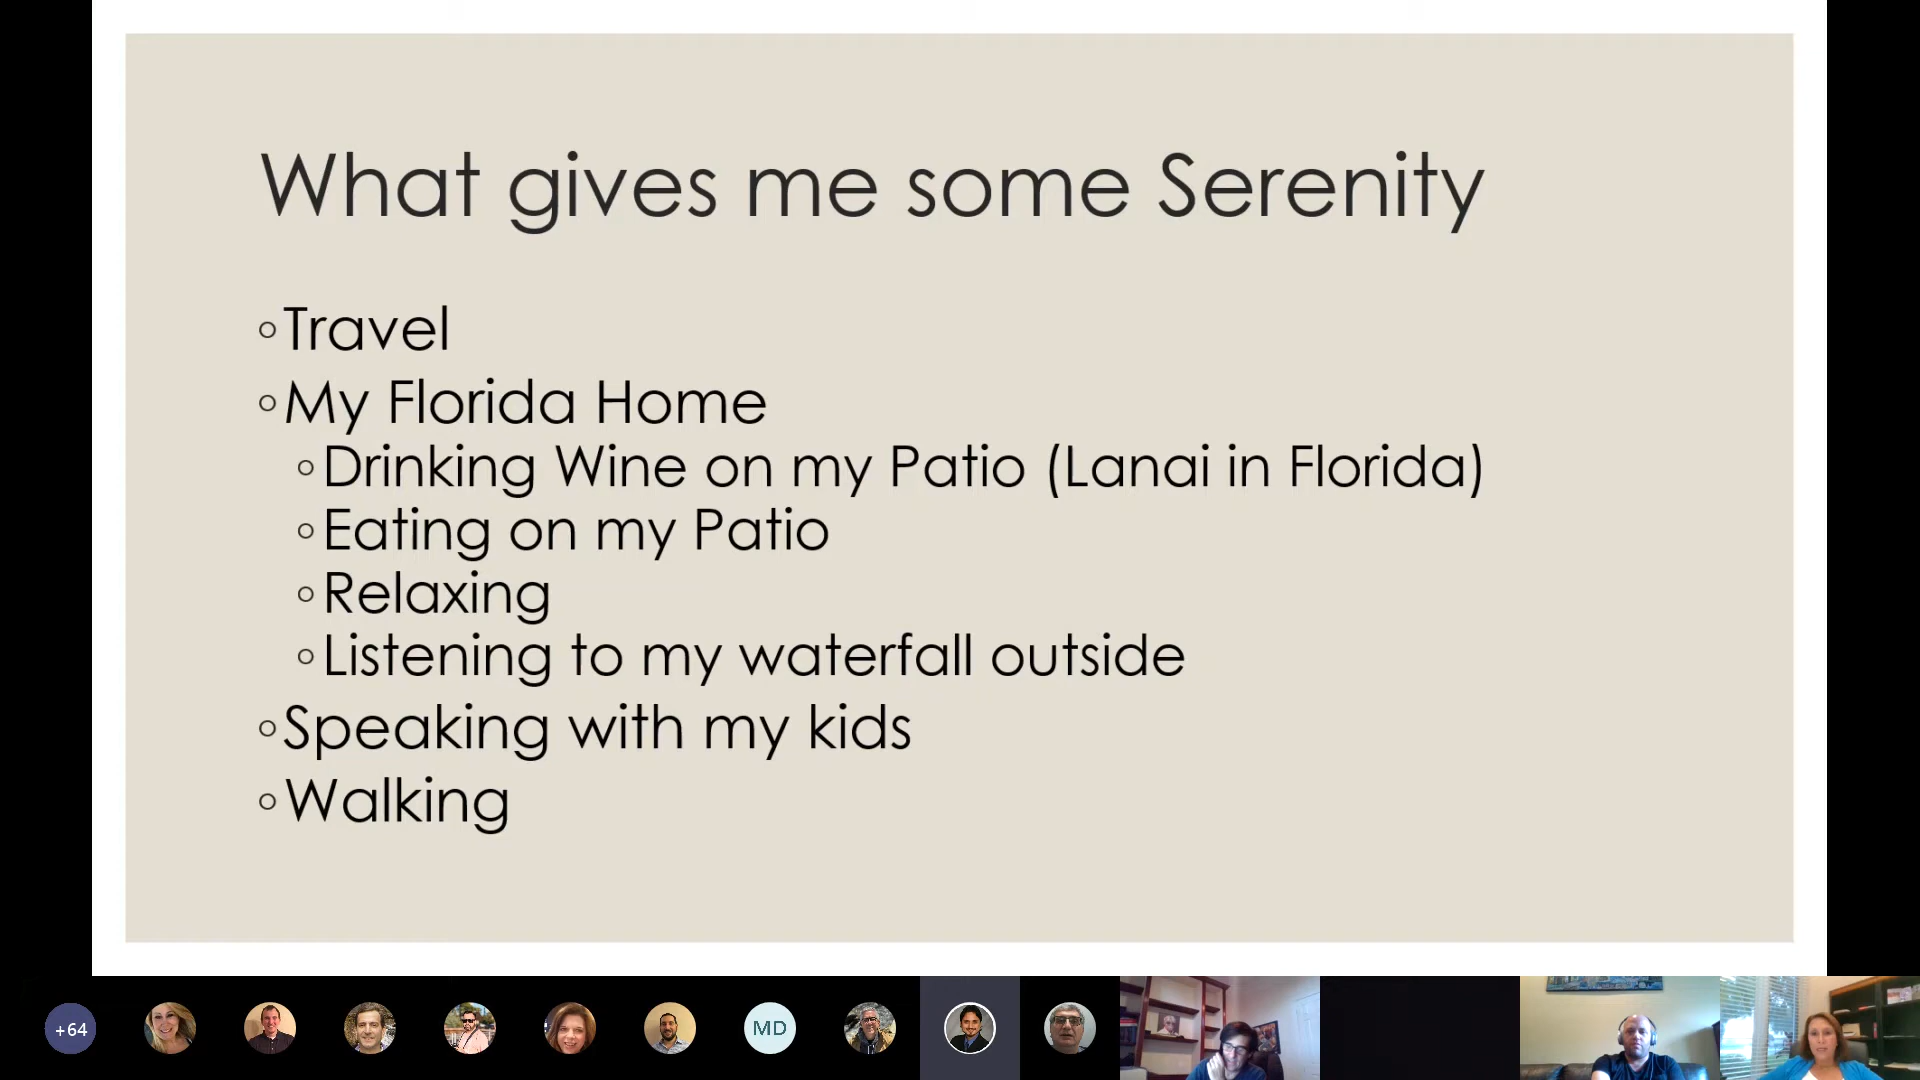 What gives me some Serenity
◦Travel
◦My Florida Home
◦Drinking Wine on my Patio (Lanai in Florida)
◦Eating on my Patio
◦Relaxing
◦Listening to my waterfall outside
◦Speaking with my kids
◦Walking
+64
MD